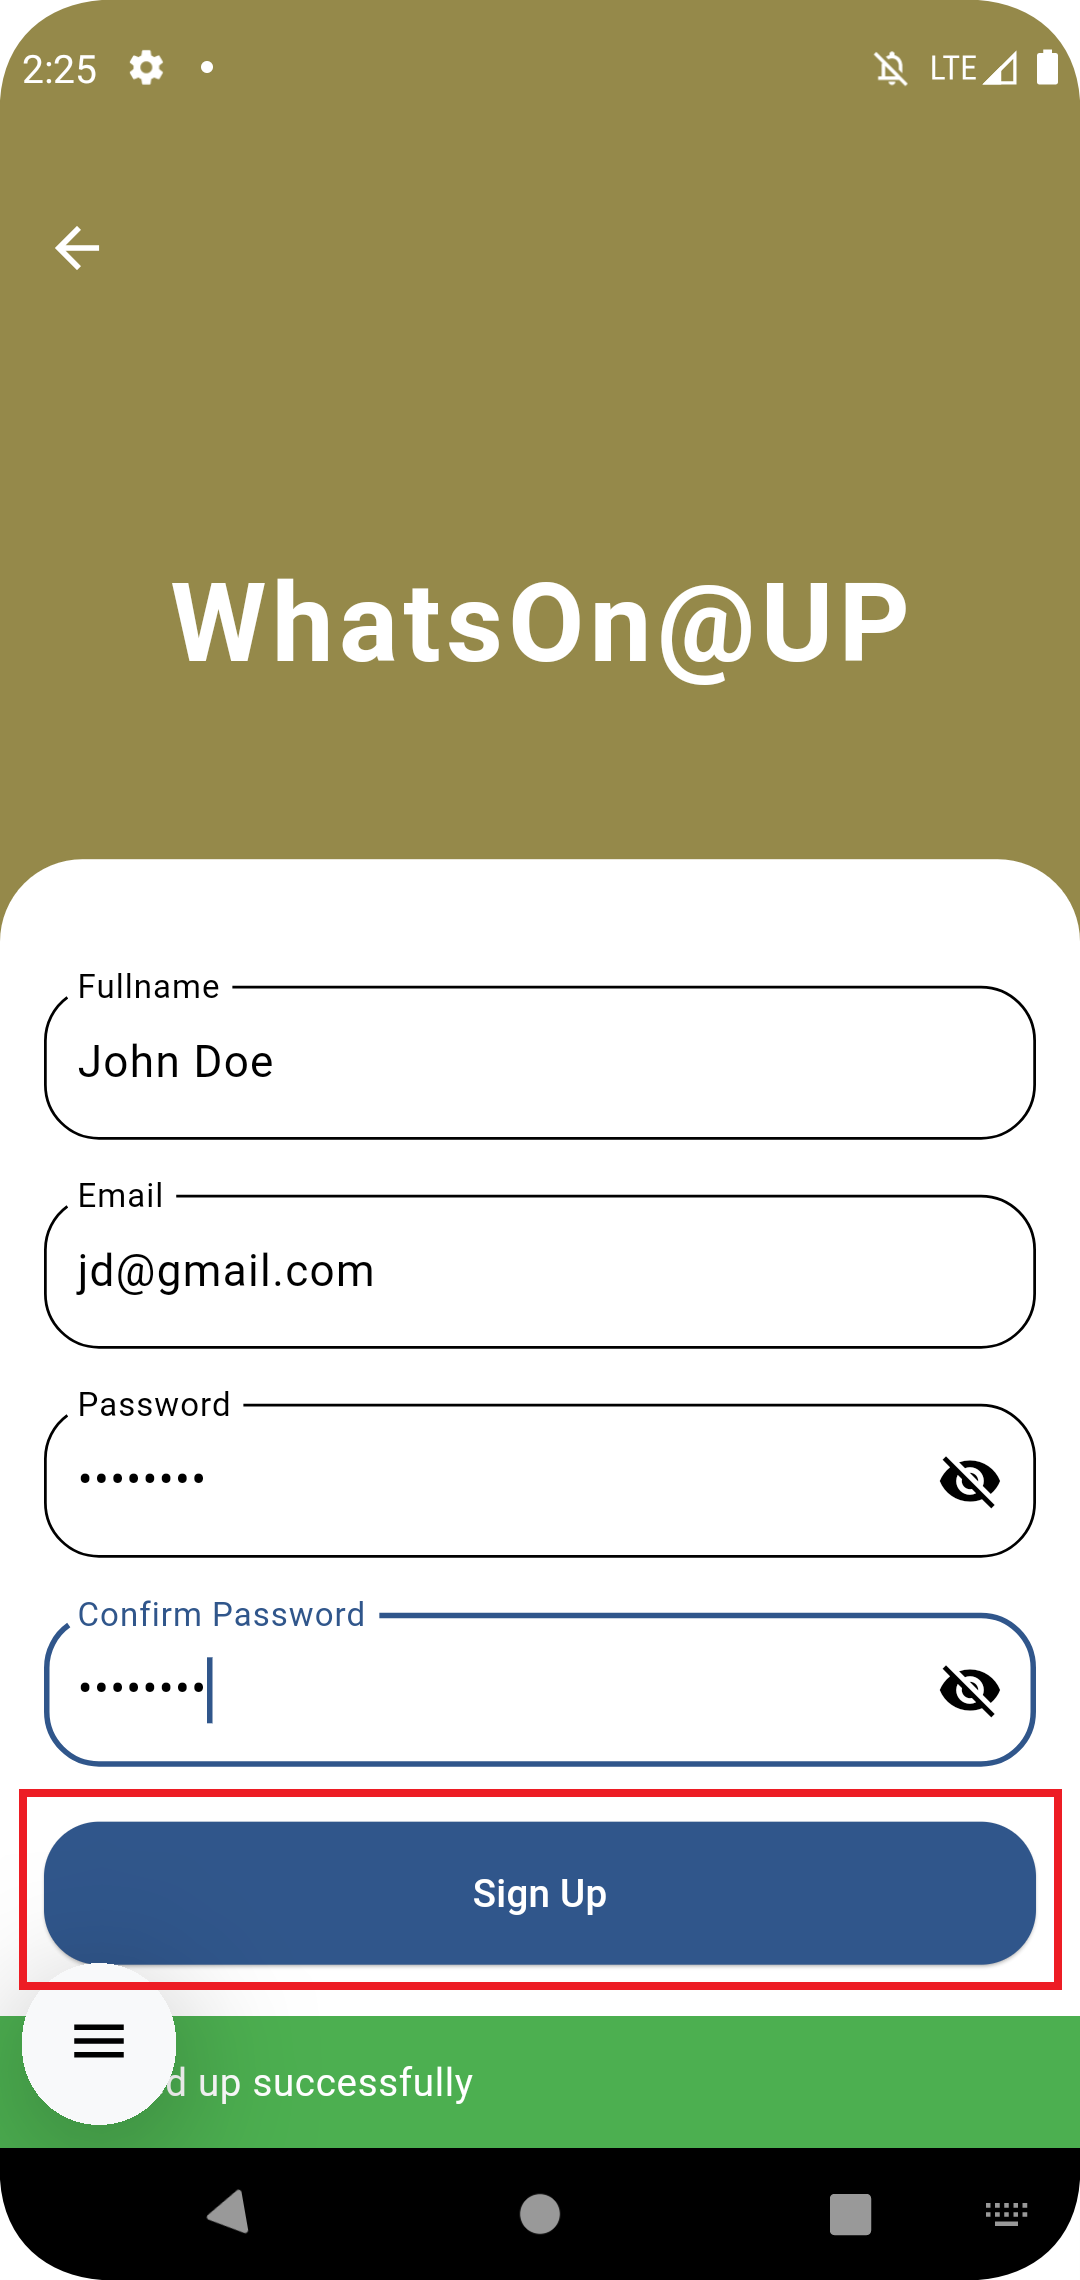 2:25 LTE
WhatsOn@UP
Fullname
John Doe
Email
jd@gmail.com
Password
••••••••
Confirm Password
••••••••
Sign Up
up successfully